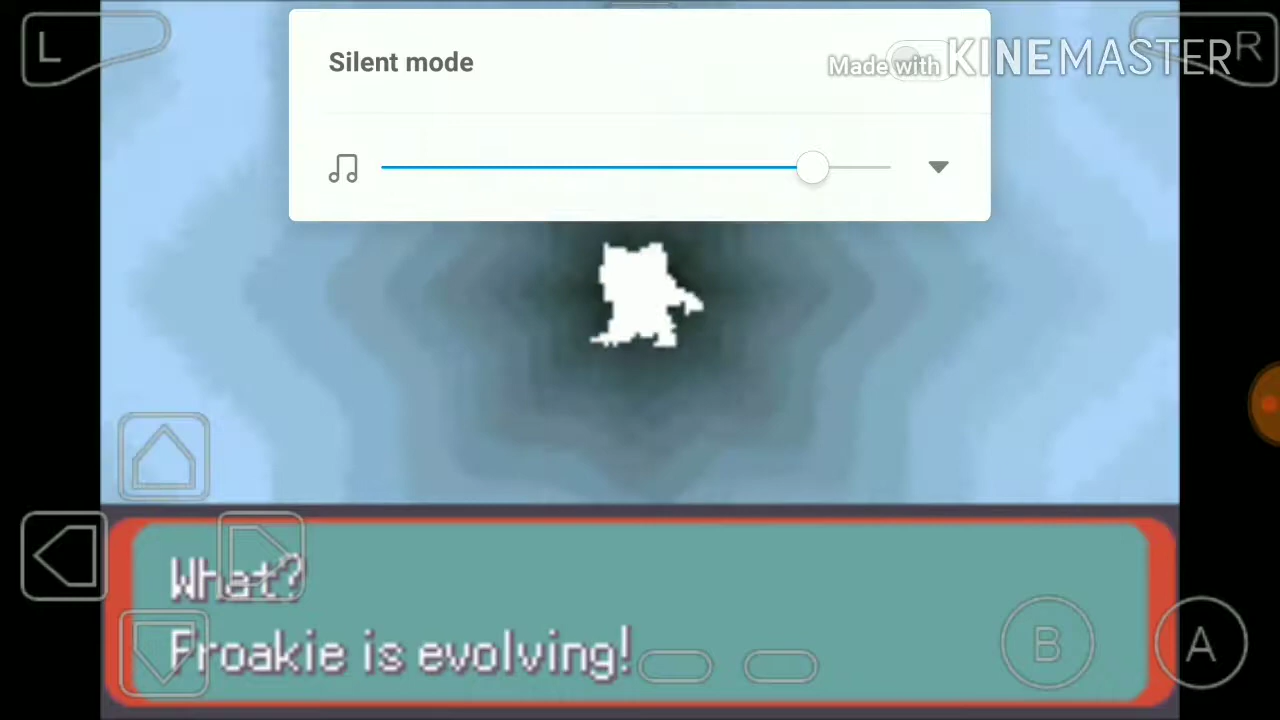 L
Silent mode
Made with KINEMASTER
R
What?
Froakie is evolving!
B
A